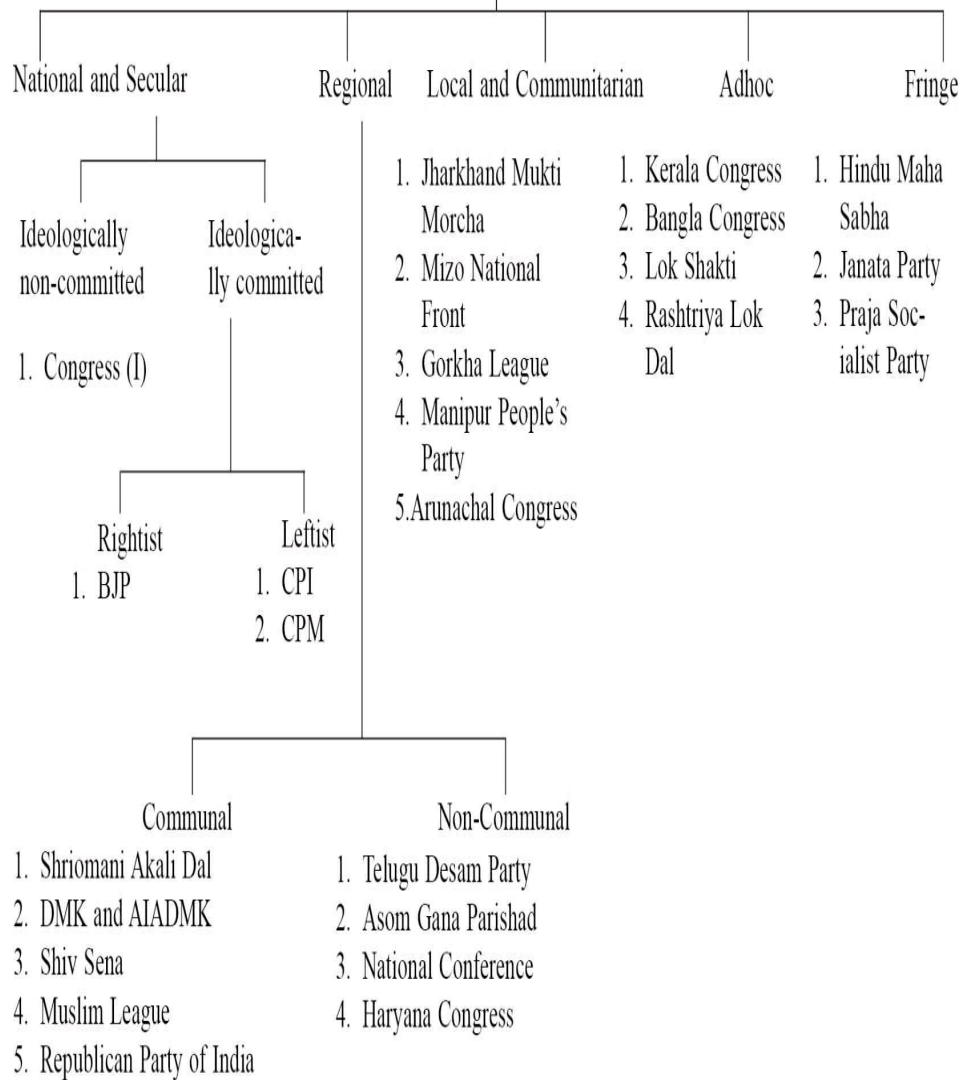 National and Secular
Regional
Local and Communitarian
Adhoc
Fringe
Ideologically
non-committed
1. Congress (I)
Ideologica-
lly committed
Rightist
1. BJP
Leftist
1. CPI
2. CPM
1. Jharkhand Mukti
Morcha
2. Mizo National
Front
3. Gorkha League
4. Manipur People's
Party
5.Arunachal Congress
1. Kerala Congress
2. Bangla Congress
3. Lok Shakti
4. Rashtriya Lok
Dal
1. Hindu Maha
Sabha
2. Janata Party
3. Praja Soc-
ialist Party
Communal
1. Shriomani Akali Dal
2. DMK and AIADMK
3. Shiv Sena
4. Muslim League
5. Republican Party of India
Non-Communal
1. Telugu Desam Party
2. Asom Gana Parishad
3. National Conference
4. Haryana Congress